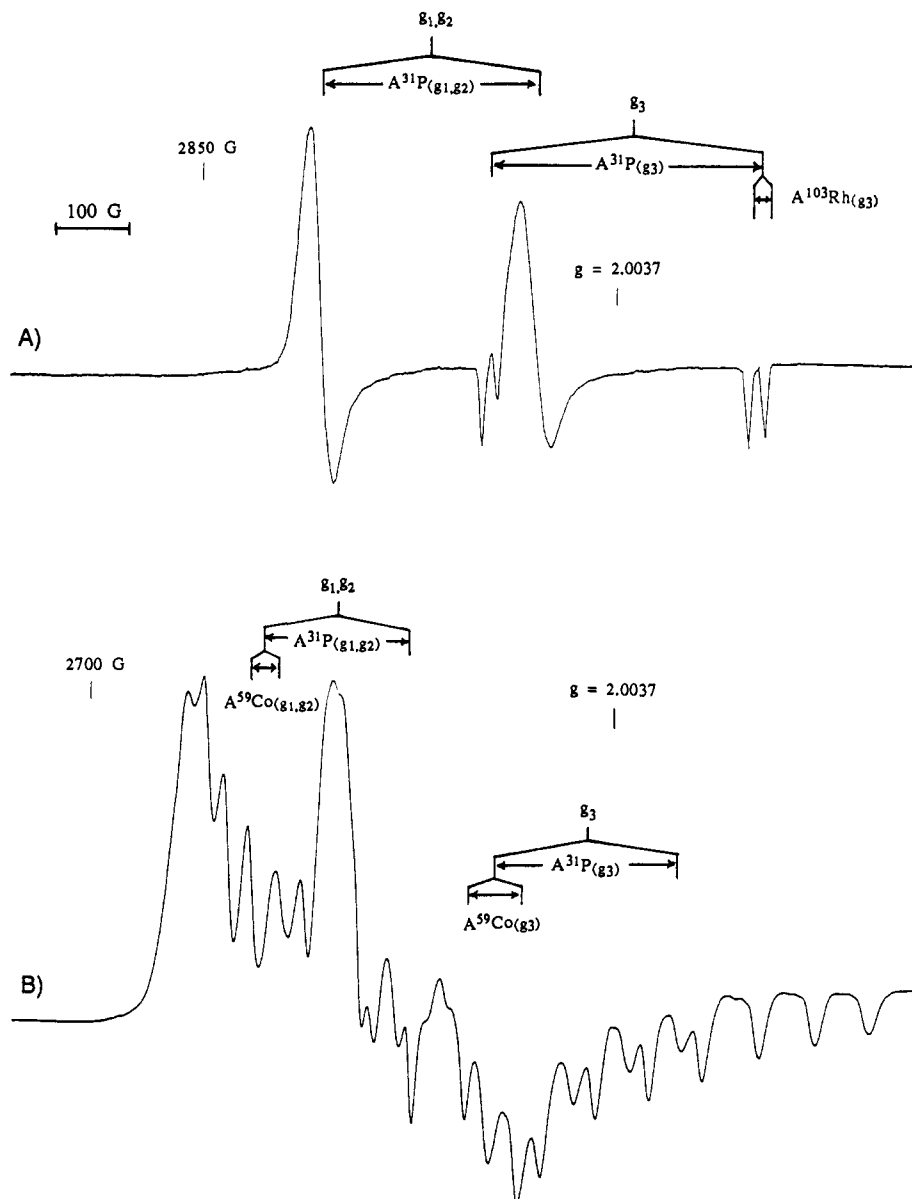 g₁,g₂
A³¹P(g1,g2)
g₃
2850 G
A³¹P(g3)
A¹⁰³Rh(g3)
100 G
g = 2.0037
A)
g₁,g₂
A³¹P(g1,g2)
2700 G
A⁵⁹Co(g1,g2)
g = 2.0037
g₃
A³¹P(g3)
A⁵⁹Co(g3)
B)